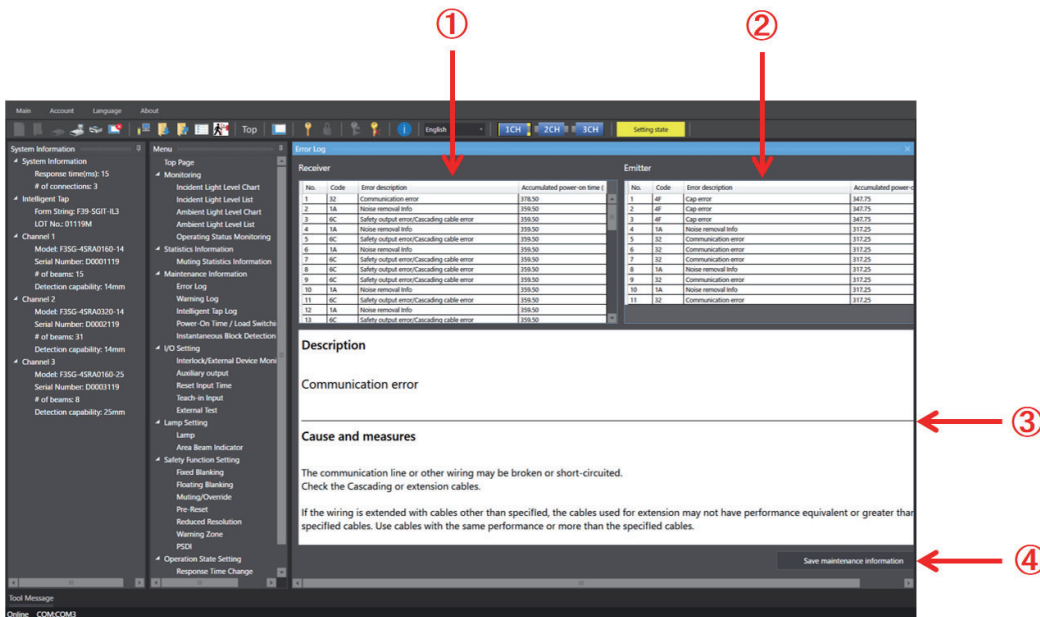 ①
②
Main Account Language About
Top
English
1CH 2CH 3CH
Setting state
System Information
System Information
Response time(ms): 15
# of connections: 3
Intelligent Tap
Form String: F39-SGIT-IL3
LOT No.: 01119M
Channel 1
Model: F3SG-4SRA0160-14
Serial Number: D0001119
# of beams: 15
Detection capability: 14mm
Channel 2
Model: F3SG-4SRA0320-14
Serial Number: D0002119
# of beams: 31
Detection capability: 14mm
Channel 3
Model: F3SG-4SRA0160-25
Serial Number: D0003119
# of beams: 8
Detection capability: 25mm
Menu
Top Page
Monitoring
Incident Light Level Chart
Incident Light Level List
Ambient Light Level Chart
Ambient Light Level List
Operating Status Monitoring
Statistics Information
Muting Statistics Information
Maintenance Information
Error Log
Warning Log
Intelligent Tap Log
Power-On Time / Load Switchi
Instantaneous Block Detection
I/O Setting
Interlock/External Device Moni
Auxiliary output
Reset Input Time
Teach-in Input
External Test
Lamp Setting
Lamp
Area Beam Indicator
Safety Function Setting
Fixed Blanking
Floating Blanking
Muting/Override
Pre-Reset
Reduced Resolution
Warning Zone
PSDI
Operation State Setting
Response Time Change
Error Log
Receiver
No. Code Error description Accumulated power-on time (
1 32 Communication error 378.50
2 1A Noise removal Info 359.50
3 6C Safety output error/Cascading cable error 359.50
4 1A Noise removal Info 359.50
5 6C Safety output error/Cascading cable error 359.50
6 1A Noise removal Info 359.50
7 6C Safety output error/Cascading cable error 359.50
8 6C Safety output error/Cascading cable error 359.50
9 6C Safety output error/Cascading cable error 359.50
10 1A Noise removal Info 359.50
11 6C Safety output error/Cascading cable error 359.50
12 1A Noise removal Info 359.50
13 6C Safety output error/Cascading cable error 359.50
Emitter
No. Code Error description Accumulated power-o
1 4F Cap error 347.75
2 4F Cap error 347.75
3 4F Cap error 347.75
4 1A Noise removal Info 317.25
5 32 Communication error 317.25
6 32 Communication error 317.25
7 32 Communication error 317.25
8 1A Noise removal Info 317.25
9 32 Communication error 317.25
10 1A Noise removal Info 317.25
11 32 Communication error 317.25
Description
Communication error
③
Cause and measures
The communication line or other wiring may be broken or short-circuited.
Check the Cascading or extension cables.
If the wiring is extended with cables other than specified, the cables used for extension may not have performance equivalent or greater than
specified cables. Use cables with the same performance or more than the specified cables.
Save maintenance information
④
Tool Message
Online COM:COM3